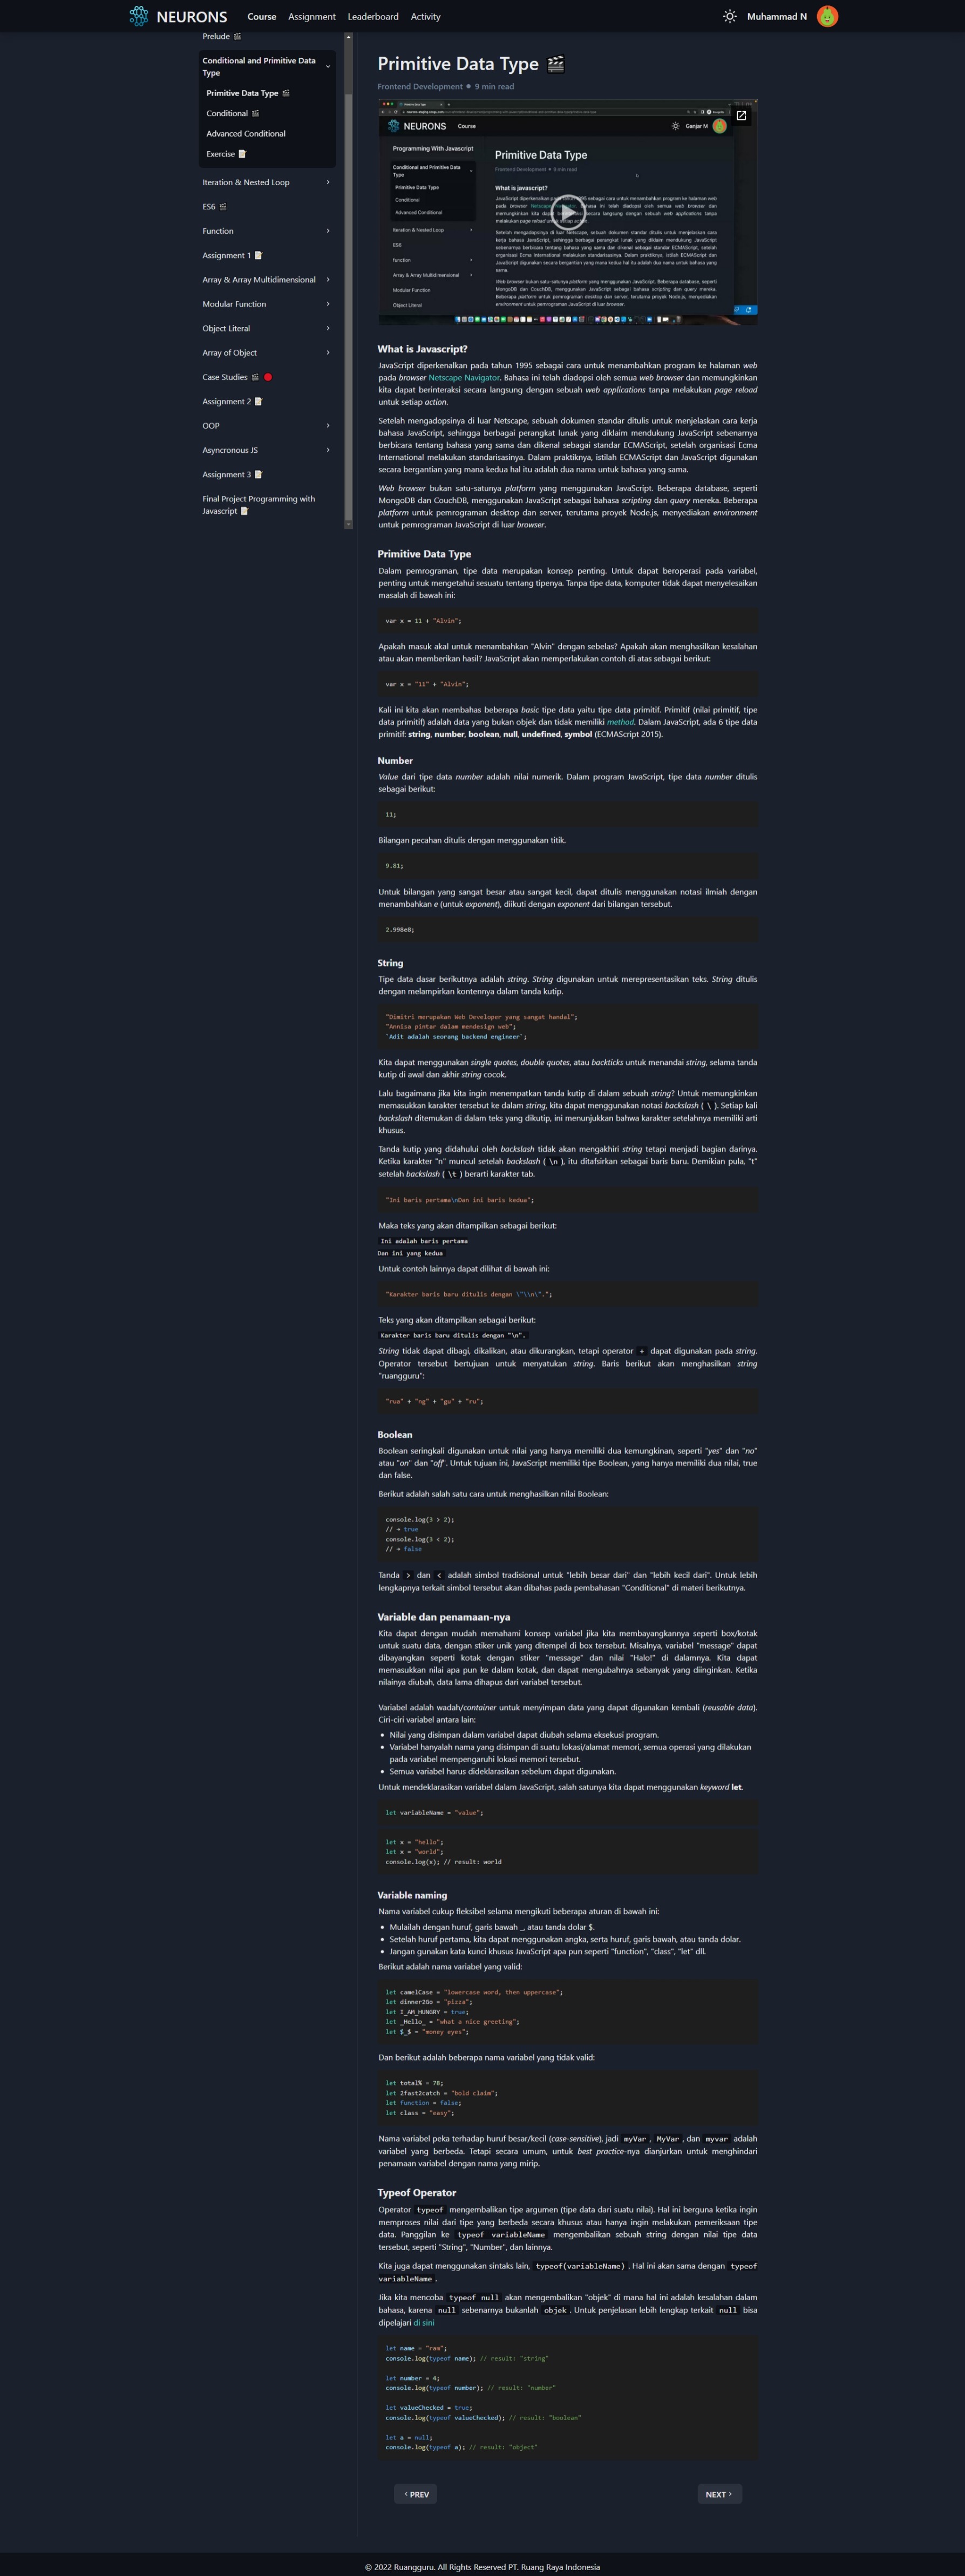 NEURONS Course Assignment Leaderboard Activity Muhammad N
Prelude
Conditional and Primitive Data
Type
Primitive Data Type
Conditional
Advanced Conditional
Exercise
Iteration & Nested Loop
ES6
Function
Assignment 1
Array & Array Multidimensional
Modular Function
Object Literal
Array of Object
Case Studies
Assignment 2
OOP
Asyncronous JS
Assignment 3
Final Project Programming with
Javascript
Primitive Data Type
Frontend Development • 9 min read
NEURONS Course Ganjar M
Programming With Javascript
Conditional and Primitive Data
Type
Primitive Data Type
Conditional
Advanced Conditional
Iteration & Nested Loop
ES6
function
Array & Array Multidimensional
Modular Function
Object Literal
Primitive Data Type
Frontend Development • 9 min read
What is javascript?
What is Javascript?
JavaScript diperkenalkan pada tahun 1995 sebagai cara untuk menambahkan program ke halaman web
pada browser Netscape Navigator. Bahasa ini telah diadopsi oleh semua web browser dan memungkinkan
kita dapat berinteraksi secara langsung dengan sebuah web applications tanpa melakukan page reload
untuk setiap action.
Setelah mengadopsinya di luar Netscape, sebuah dokumen standar ditulis untuk menjelaskan cara kerja
bahasa JavaScript, sehingga berbagai perangkat lunak yang diklaim mendukung JavaScript sebenarnya
berbicara tentang bahasa yang sama dan dikenal sebagai standar ECMAScript, setelah organisasi Ecma
International melakukan standarisasinya. Dalam praktiknya, istilah ECMAScript dan JavaScript digunakan
secara bergantian yang mana kedua hal itu adalah dua nama untuk bahasa yang sama.
Web browser bukan satu-satunya platform yang menggunakan JavaScript. Beberapa database, seperti
MongoDB dan CouchDB, menggunakan JavaScript sebagai bahasa scripting dan query mereka. Beberapa
platform untuk pemrograman desktop dan server, terutama proyek Node.js, menyediakan environment
untuk pemrograman JavaScript di luar browser.
Primitive Data Type
Dalam pemrograman, tipe data merupakan konsep penting. Untuk dapat beroperasi pada variabel,
penting untuk mengetahui sesuatu tentang tipenya. Tanpa tipe data, komputer tidak dapat menyelesaikan
masalah di bawah ini:
var x = 11 + "Alvin";
Apakah masuk akal untuk menambahkan "Alvin" dengan sebelas? Apakah akan menghasilkan kesalahan
atau akan memberikan hasil? JavaScript akan memperlakukan contoh di atas sebagai berikut:
var x = "11" + "Alvin";
Kali ini kita akan membahas beberapa basic tipe data yaitu tipe data primitif. Primitif (nilai primitif, tipe
data primitif) adalah data yang bukan objek dan tidak memiliki method. Dalam JavaScript, ada 6 tipe data
primitif: string, number, boolean, null, undefined, symbol (ECMAScript 2015).
Number
Value dari tipe data number adalah nilai numerik. Dalam program JavaScript, tipe data number ditulis
sebagai berikut:
11;
Bilangan pecahan ditulis dengan menggunakan titik.
9.81;
Untuk bilangan yang sangat besar atau sangat kecil, dapat ditulis menggunakan notasi ilmiah dengan
menambahkan e (untuk exponent), diikuti dengan exponent dari bilangan tersebut.
2.998e8;
String
Tipe data dasar berikutnya adalah string. String digunakan untuk merepresentasikan teks. String ditulis
dengan melampirkan kontennya dalam tanda kutip.
"Dimitri merupakan Web Developer yang sangat handal";
"Annisa pintar dalam mendesign web";
`Adit adalah seorang backend engineer`;
Kita dapat menggunakan single quotes, double quotes, atau backticks untuk menandai string, selama tanda
kutip di awal dan akhir string cocok.
Lalu bagaimana jika kita ingin menempatkan tanda kutip di dalam sebuah string? Untuk memungkinkan
memasukkan karakter tersebut ke dalam string, kita dapat menggunakan notasi backslash ( \ ). Setiap kali
backslash ditemukan di dalam teks yang dikutip, ini menunjukkan bahwa karakter setelahnya memiliki arti
khusus.
Tanda kutip yang didahului oleh backslash tidak akan mengakhiri string tetapi menjadi bagian darinya.
Ketika karakter "n" muncul setelah backslash ( \n ), itu ditafsirkan sebagai baris baru. Demikian pula, "t"
setelah backslash ( \t ) berarti karakter tab.
"Ini baris pertama\nDan ini baris kedua";
Maka teks yang akan ditampilkan sebagai berikut:
Ini adalah baris pertama
Dan ini yang kedua
Untuk contoh lainnya dapat dilihat di bawah ini:
"Karakter baris baru ditulis dengan \"\\n\".";
Teks yang akan ditampilkan sebagai berikut:
Karakter baris baru ditulis dengan "\n".
String tidak dapat dibagi, dikalikan, atau dikurangkan, tetapi operator + dapat digunakan pada string.
Operator tersebut bertujuan untuk menyatukan string. Baris berikut akan menghasilkan string
"ruangguru":
"rua" + "ng" + "gu" + "ru";
Boolean
Boolean seringkali digunakan untuk nilai yang hanya memiliki dua kemungkinan, seperti "yes" dan "no"
atau "on" dan "off". Untuk tujuan ini, JavaScript memiliki tipe Boolean, yang hanya memiliki dua nilai, true
dan false.
Berikut adalah salah satu cara untuk menghasilkan nilai Boolean:
console.log(3 > 2);
// → true
console.log(3 < 2);
// → false
Tanda > dan < adalah simbol tradisional untuk "lebih besar dari" dan "lebih kecil dari". Untuk lebih
lengkapnya terkait simbol tersebut akan dibahas pada pembahasan "Conditional" di materi berikutnya.
Variable dan penamaan-nya
Kita dapat dengan mudah memahami konsep variabel jika kita membayangkannya seperti box/kotak
untuk suatu data, dengan stiker unik yang ditempel di box tersebut. Misalnya, variabel "message" dapat
dibayangkan seperti kotak dengan stiker "message" dan nilai "Halo!" di dalamnya. Kita dapat
memasukkan nilai apa pun ke dalam kotak, dan dapat mengubahnya sebanyak yang diinginkan. Ketika
nilainya diubah, data lama dihapus dari variabel tersebut.
Variabel adalah wadah/container untuk menyimpan data yang dapat digunakan kembali (reusable data).
Ciri-ciri variabel antara lain:
• Nilai yang disimpan dalam variabel dapat diubah selama eksekusi program.
• Variabel hanyalah nama yang disimpan di suatu lokasi/alamat memori, semua operasi yang dilakukan
pada variabel mempengaruhi lokasi memori tersebut.
• Semua variabel harus dideklarasikan sebelum dapat digunakan.
Untuk mendeklarasikan variabel dalam JavaScript, salah satunya kita dapat menggunakan keyword let.
let variableName = "value";
let x = "hello";
let x = "world";
console.log(x); // result: world
Variable naming
Nama variabel cukup fleksibel selama mengikuti beberapa aturan di bawah ini:
• Mulailah dengan huruf, garis bawah _, atau tanda dolar $.
• Setelah huruf pertama, kita dapat menggunakan angka, serta huruf, garis bawah, atau tanda dolar.
• Jangan gunakan kata kunci khusus JavaScript apa pun seperti "function", "class", "let" dll.
Berikut adalah nama variabel yang valid:
let camelCase = "lowercase word, then uppercase";
let dinner2Go = "pizza";
let I_AM_HUNGRY = true;
let _Hello_ = "what a nice greeting";
let $_$ = "money eyes";
Dan berikut adalah beberapa nama variabel yang tidak valid:
let total% = 78;
let 2fast2catch = "bold claim";
let function = false;
let class = "easy";
Nama variabel peka terhadap huruf besar/kecil (case-sensitive), jadi myVar , MyVar , dan myvar adalah
variabel yang berbeda. Tetapi secara umum, untuk best practice-nya dianjurkan untuk menghindari
penamaan variabel dengan nama yang mirip.
Typeof Operator
Operator typeof mengembalikan tipe argumen (tipe data dari suatu nilai). Hal ini berguna ketika ingin
memproses nilai dari tipe yang berbeda secara khusus atau hanya ingin melakukan pemeriksaan tipe
data. Panggilan ke typeof variableName mengembalikan sebuah string dengan nilai tipe data
tersebut, seperti "String", "Number", dan lainnya.
Kita juga dapat menggunakan sintaks lain, typeof(variableName) . Hal ini akan sama dengan typeof
variableName .
Jika kita mencoba typeof null akan mengembalikan "objek" di mana hal ini adalah kesalahan dalam
bahasa, karena null sebenarnya bukanlah objek . Untuk penjelasan lebih lengkap terkait null bisa
dipelajari di sini
let name = "ram";
console.log(typeof name); // result: "string"
let number = 4;
console.log(typeof number); // result: "number"
let valueChecked = true;
console.log(typeof valueChecked); // result: "boolean"
let a = null;
console.log(typeof a); // result: "object"
‹ PREV NEXT ›
© 2022 Ruangguru. All Rights Reserved PT. Ruang Raya Indonesia